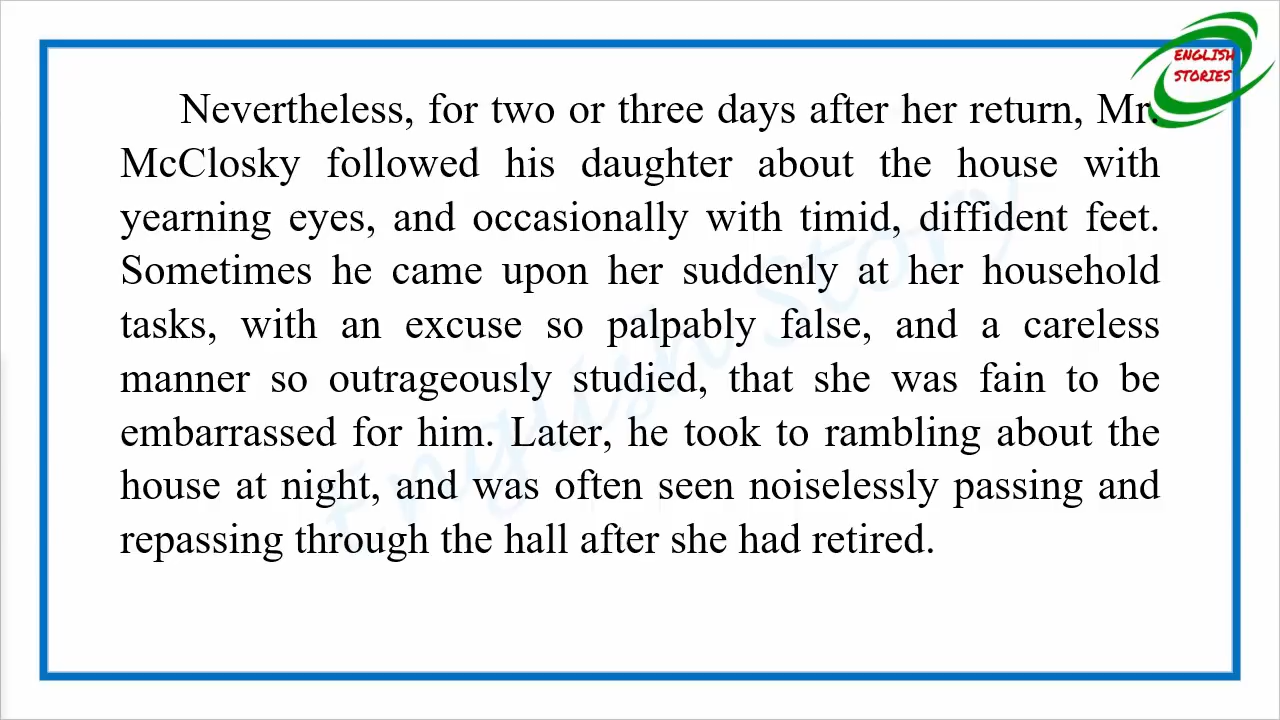 ENGLISH
STORIES
Nevertheless, for two or three days after her return, Mr.
McClosky followed his daughter about the house with
yearning eyes, and occasionally with timid, diffident feet.
Sometimes he came upon her suddenly at her household
tasks, with an excuse so palpably false, and a careless
manner so outrageously studied, that she was fain to be
embarrassed for him. Later, he took to rambling about the
house at night, and was often seen noiselessly passing and
repassing through the hall after she had retired.
English Story